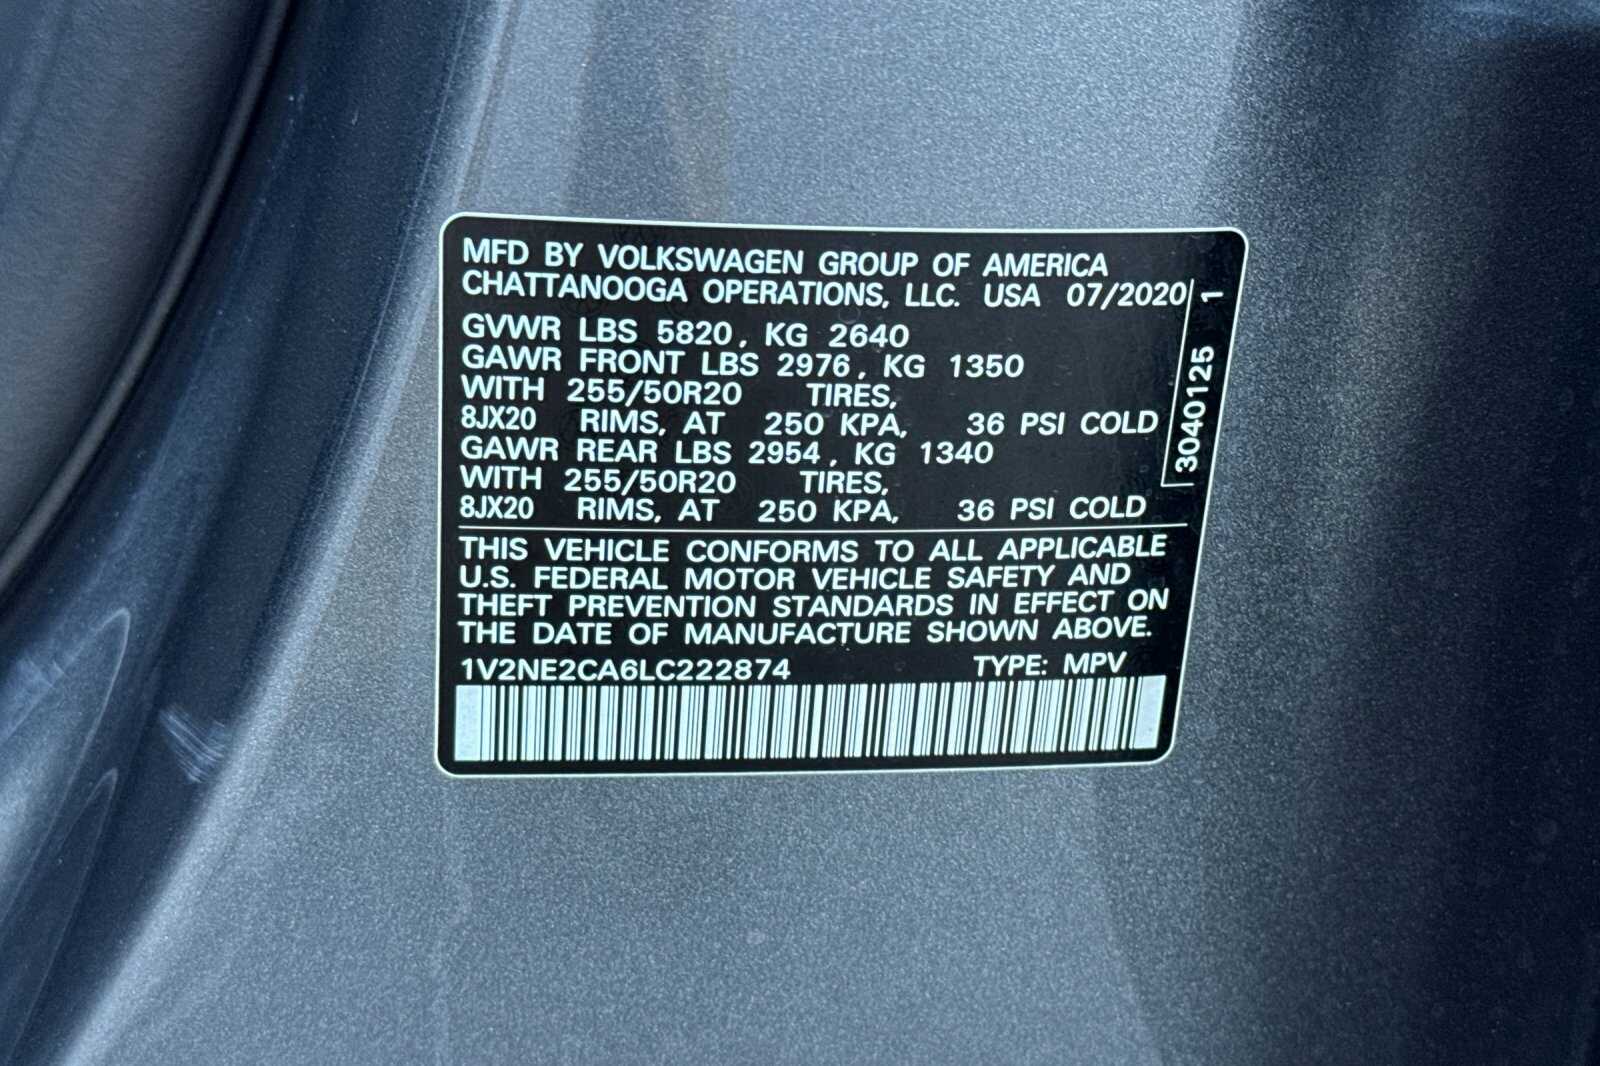 MFD BY VOLKSWAGEN GROUP OF AMERICA
CHATTANOOGA OPERATIONS, LLC. USA 07/2020
GVWR LBS 5820, KG 2640
GAWR FRONT LBS 2976, KG 1350
WITH 255/50R20 TIRES,
8JX20 RIMS, AT 250 KPA, 36 PSI COLD
GAWR REAR LBS 2954, KG 1340
WITH 255/50R20 TIRES,
8JX20 RIMS, AT 250 KPA, 36 PSI COLD
3040125 1
THIS VEHICLE CONFORMS TO ALL APPLICABLE
U.S. FEDERAL MOTOR VEHICLE SAFETY AND
THEFT PREVENTION STANDARDS IN EFFECT ON
THE DATE OF MANUFACTURE SHOWN ABOVE.
1V2NE2CA6LC222874 TYPE: MPV